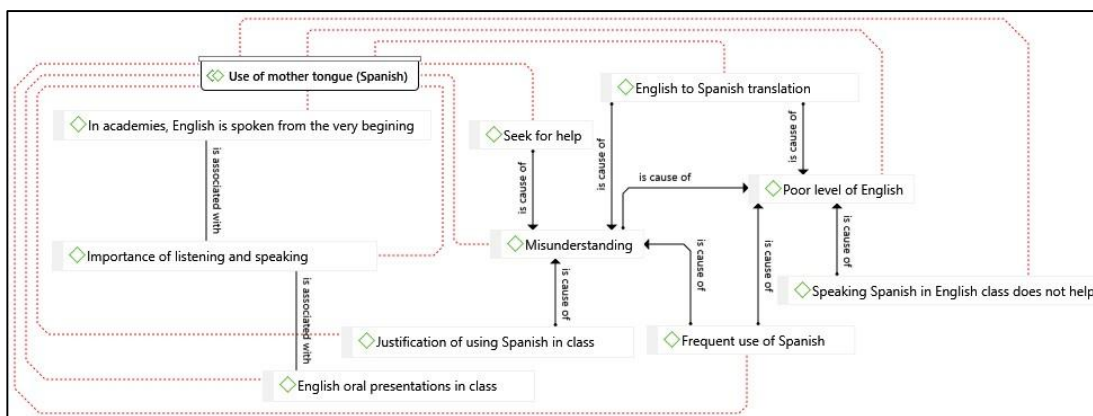 Use of mother tongue (Spanish)
English to Spanish translation
In academies, English is spoken from the very begining
Seek for help
is cause of
is cause of
is cause of
is associated with
is cause of
Poor level of English
Importance of listening and speaking
Misunderstanding
is cause of
is cause of
is cause of
is cause of
Speaking Spanish in English class does not help
is associated with
Justification of using Spanish in class
Frequent use of Spanish
English oral presentations in class